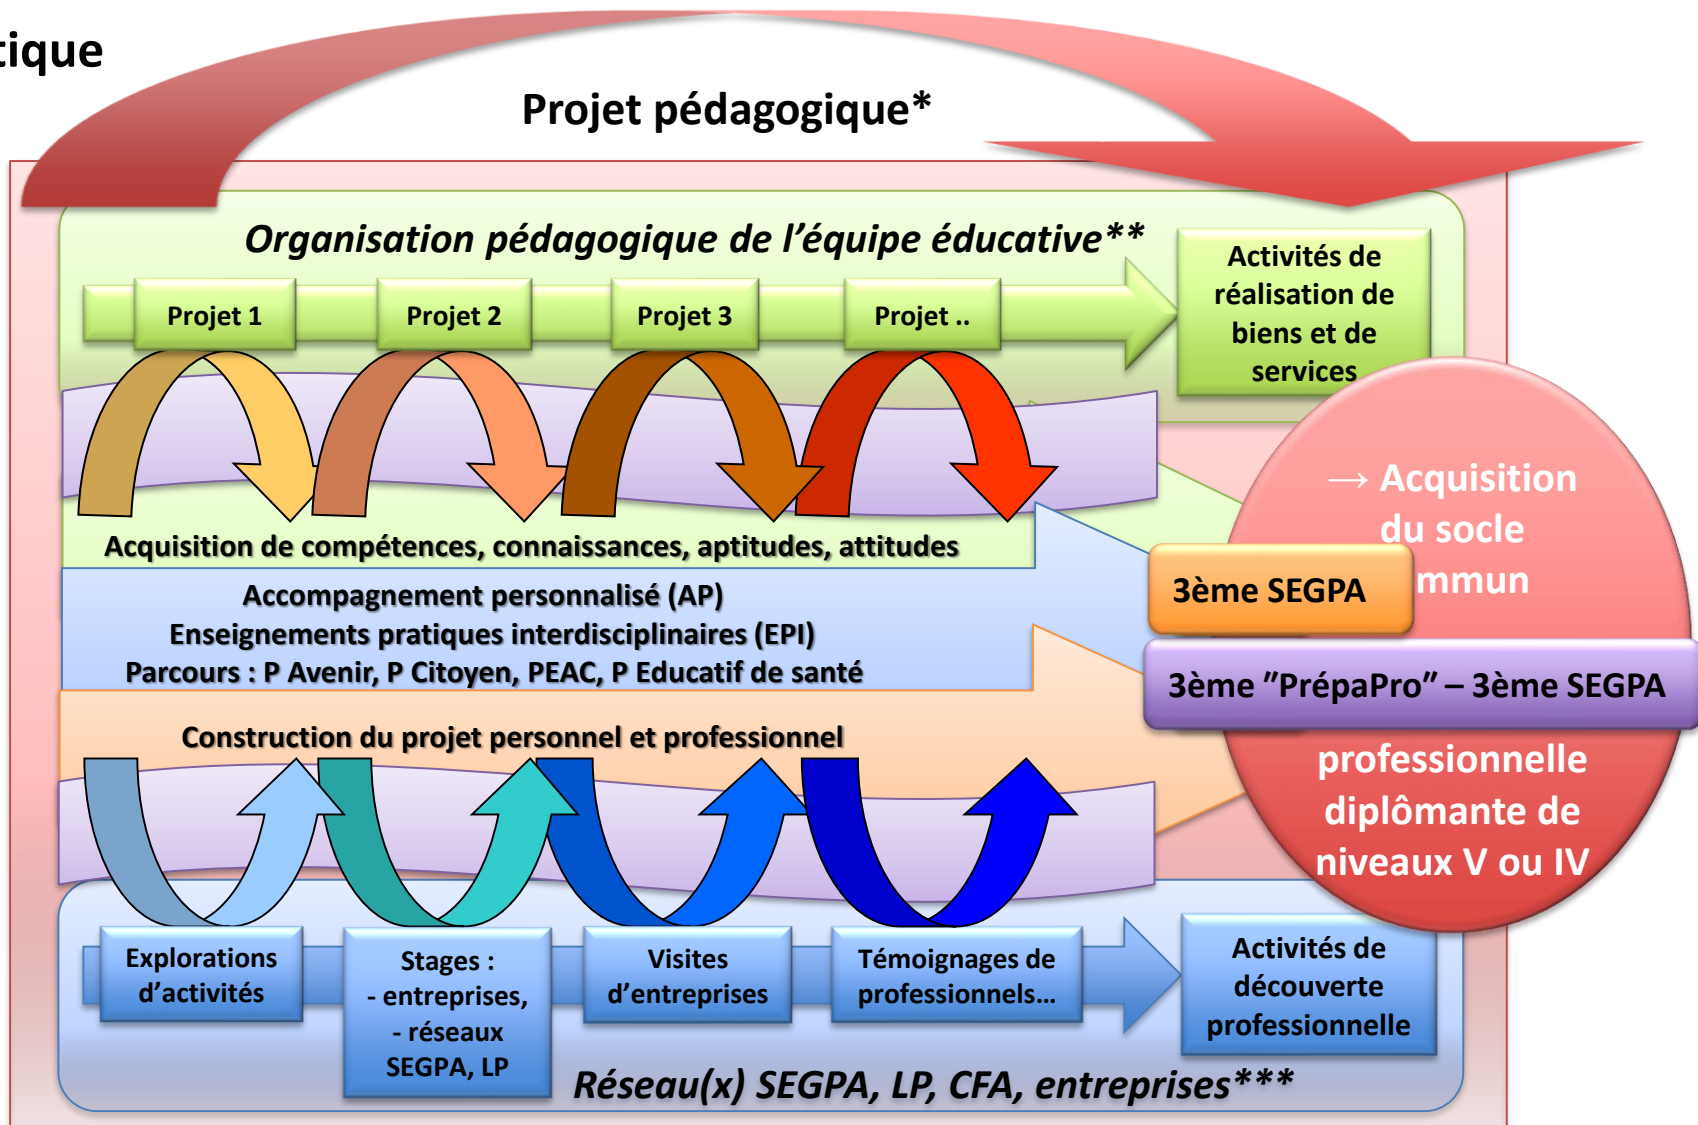 tique
Projet pédagogique*
Organisation pédagogique de l’équipe éducative**
Projet 1
Projet 2
Projet 3
Projet ..
Activités de
réalisation de
biens et de
services
Acquisition de compétences, connaissances, aptitudes, attitudes
Accompagnement personnalisé (AP)
Enseignements pratiques interdisciplinaires (EPI)
Parcours : P Avenir, P Citoyen, PEAC, P Educatif de santé
Construction du projet personnel et professionnel
→ Acquisition
du socle
mmun
3ème SEGPA
3ème ″PrépaPro″ – 3ème SEGPA
professionnelle
diplômante de
niveaux V ou IV
Explorations
d’activités
Stages :
- entreprises,
- réseaux
SEGPA, LP
Visites
d’entreprises
Témoignages de
professionnels…
Activités de
découverte
professionnelle
Réseau(x) SEGPA, LP, CFA, entreprises***